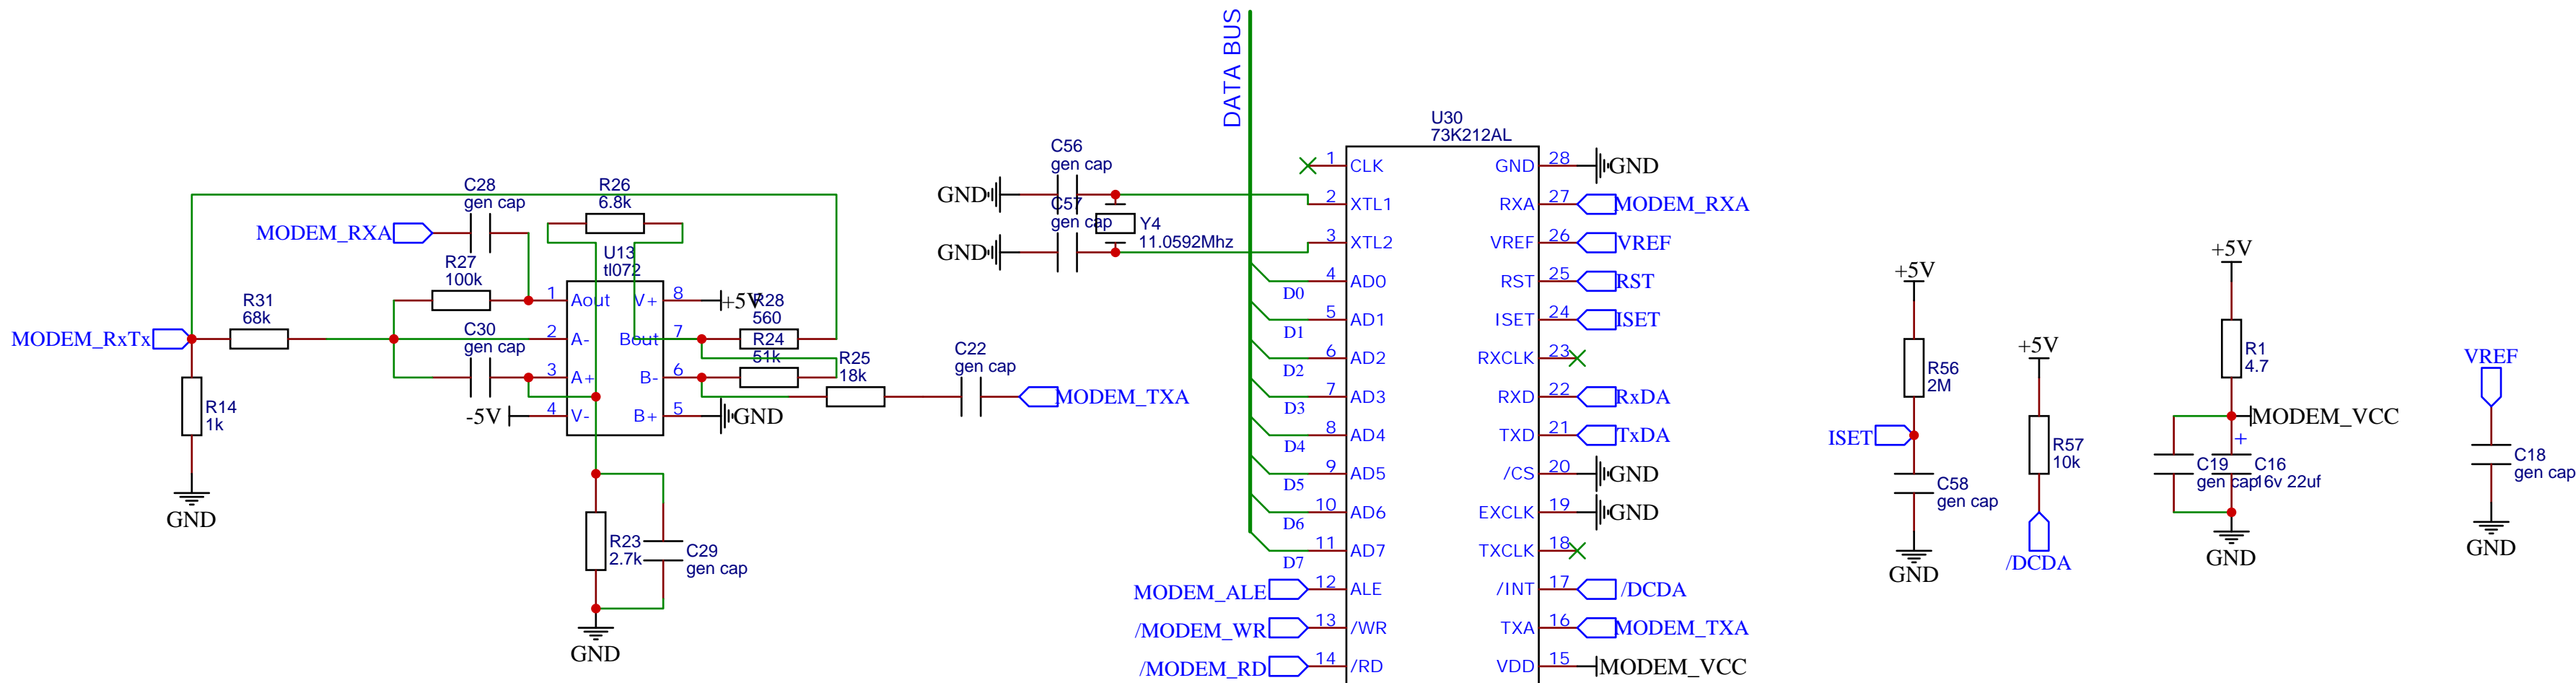 DATA BUS
MODEM_RxTx
R31
68k
R14
1k
GND
MODEM_RXA
C28
gen cap
R27
100k
C30
gen cap
R26
6.8k
U13
tl072
1 Aout
2 A-
3 A+
4 V-
V+ 8
Bout 7
B- 6
B+ 5
-5V
+5V
R28
560
R24
51k
GND
R25
18k
C22
gen cap
MODEM_TXA
R23
2.7k
C29
gen cap
GND
C56
gen cap
GND
C57
gen cap
GND
Y4
11.0592Mhz
U30
73K212AL
1 CLK
2 XTL1
3 XTL2
D0 4 AD0
D1 5 AD1
D2 6 AD2
D3 7 AD3
D4 8 AD4
D5 9 AD5
D6 10 AD6
D7 11 AD7
MODEM_ALE 12 ALE
/MODEM_WR 13 /WR
/MODEM_RD 14 /RD
GND 28 GND
RXA 27 MODEM_RXA
VREF 26 VREF
RST 25 RST
ISET 24 ISET
RXCLK 23
RXD 22 RxDA
TXD 21 TxDA
/CS 20 GND
EXCLK 19 GND
TXCLK 18
/INT 17 /DCDA
TXA 16 MODEM_TXA
VDD 15 MODEM_VCC
+5V
R56
2M
ISET
C58
gen cap
GND
+5V
R57
10k
/DCDA
+5V
R1
4.7
MODEM_VCC
+
C19
gen cap
C16
16v 22uf
GND
VREF
C18
gen cap
GND